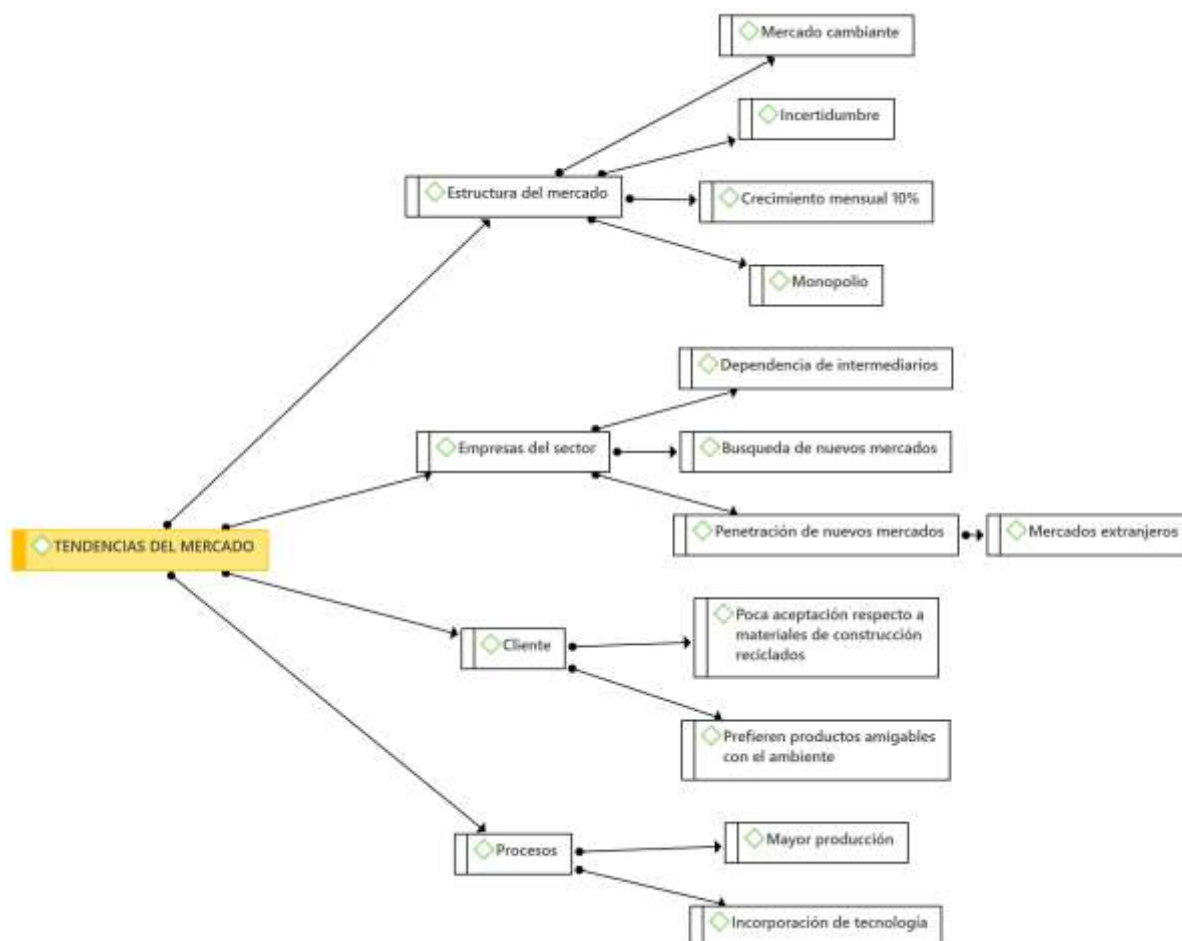 Mercado cambiante
Incertidumbre
Estructura del mercado
Crecimiento mensual 10%
Monopolio
Dependencia de intermediarios
Empresas del sector
Busqueda de nuevos mercados
Penetración de nuevos mercados
Mercados extranjeros
TENDENCIAS DEL MERCADO
Poca aceptación respecto a
materiales de construcción
reciclados
Cliente
Prefieren productos amigables
con el ambiente
Mayor producción
Procesos
Incorporación de tecnología